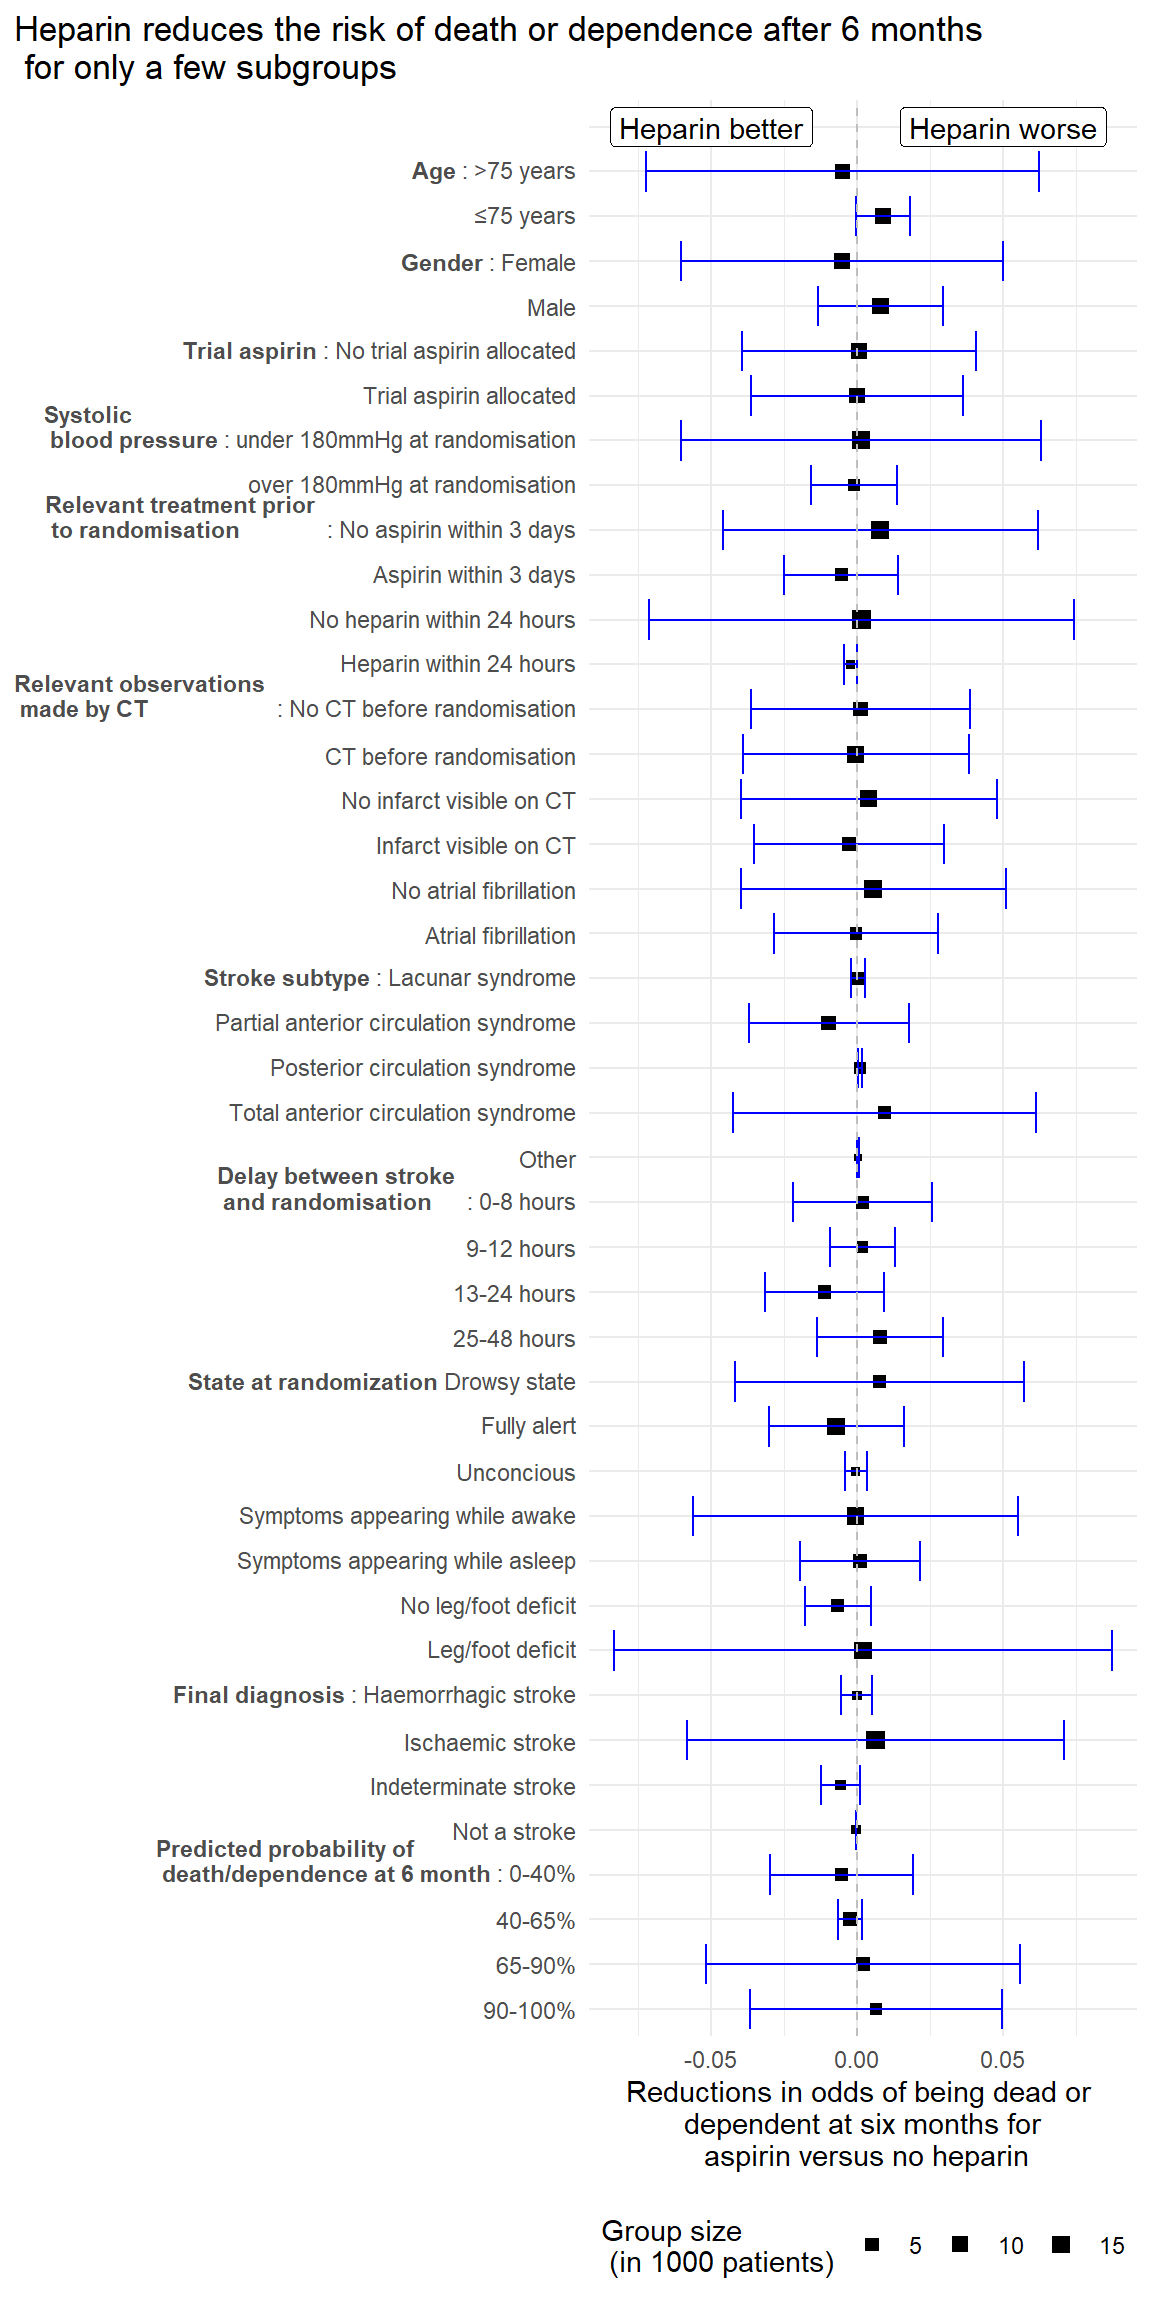 Heparin reduces the risk of death or dependence after 6 months
for only a few subgroups
Heparin better
Heparin worse
Age : >75 years
≤75 years
Gender : Female
Male
Trial aspirin : No trial aspirin allocated
Trial aspirin allocated
Systolic
blood pressure : under 180mmHg at randomisation
over 180mmHg at randomisation
Relevant treatment prior
to randomisation : No aspirin within 3 days
Aspirin within 3 days
No heparin within 24 hours
Heparin within 24 hours
Relevant observations
made by CT : No CT before randomisation
CT before randomisation
No infarct visible on CT
Infarct visible on CT
No atrial fibrillation
Atrial fibrillation
Stroke subtype : Lacunar syndrome
Partial anterior circulation syndrome
Posterior circulation syndrome
Total anterior circulation syndrome
Other
Delay between stroke
and randomisation : 0-8 hours
9-12 hours
13-24 hours
25-48 hours
State at randomization Drowsy state
Fully alert
Unconcious
Symptoms appearing while awake
Symptoms appearing while asleep
No leg/foot deficit
Leg/foot deficit
Final diagnosis : Haemorrhagic stroke
Ischaemic stroke
Indeterminate stroke
Not a stroke
Predicted probability of
death/dependence at 6 month : 0-40%
40-65%
65-90%
90-100%
-0.05 0.00 0.05
Reductions in odds of being dead or
dependent at six months for
aspirin versus no heparin
Group size
(in 1000 patients)
5 10 15